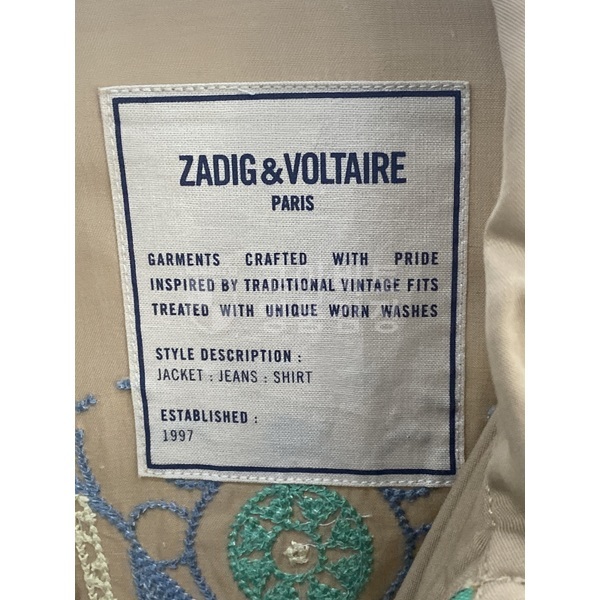 ZADIG & VOLTAIRE
PARIS
GARMENTS CRAFTED WITH PRIDE
INSPIRED BY TRADITIONAL VINTAGE FITS
TREATED WITH UNIQUE WORN WASHES
STYLE DESCRIPTION :
JACKET : JEANS : SHIRT
ESTABLISHED :
1997